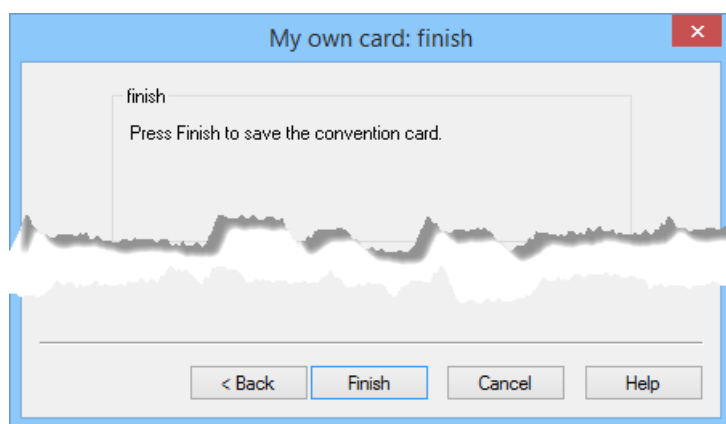 My own card: finish
finish
Press Finish to save the convention card.
< Back Finish Cancel Help